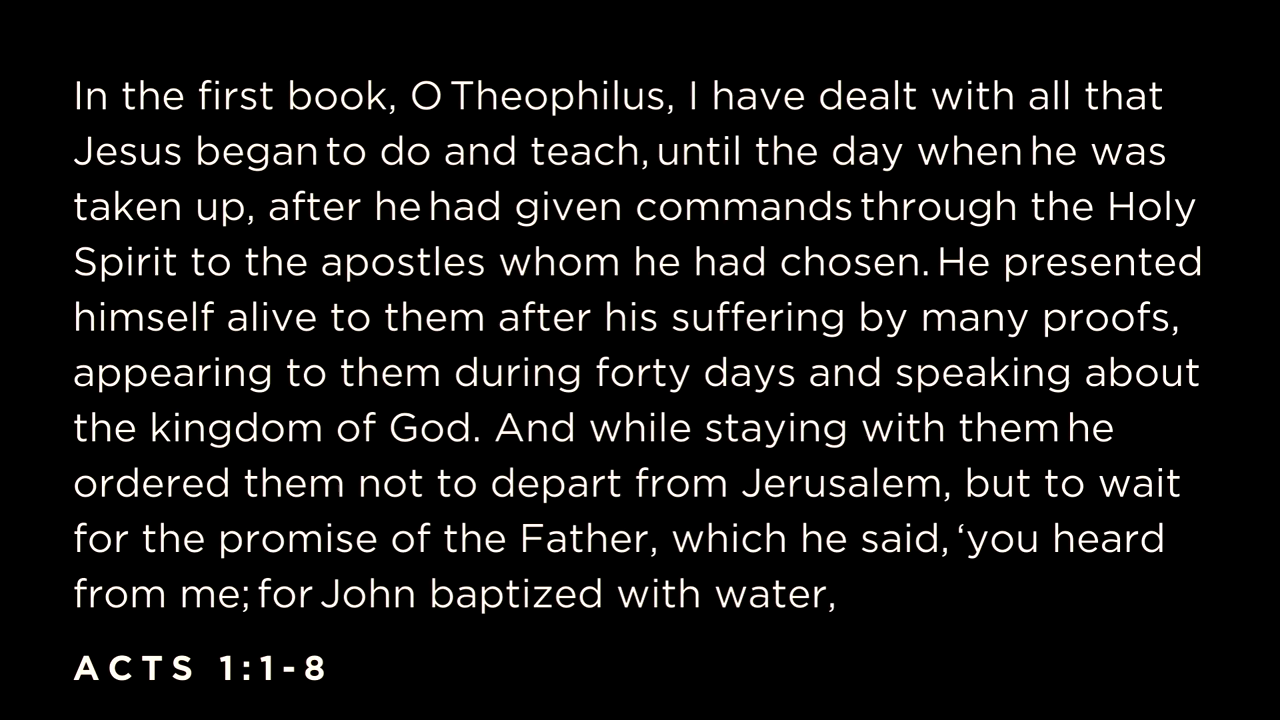 In the first book, O Theophilus, I have dealt with all that
Jesus began to do and teach, until the day when he was
taken up, after he had given commands through the Holy
Spirit to the apostles whom he had chosen. He presented
himself alive to them after his suffering by many proofs,
appearing to them during forty days and speaking about
the kingdom of God. And while staying with them he
ordered them not to depart from Jerusalem, but to wait
for the promise of the Father, which he said, ‘you heard
from me; for John baptized with water,
ACTS 1:1-8